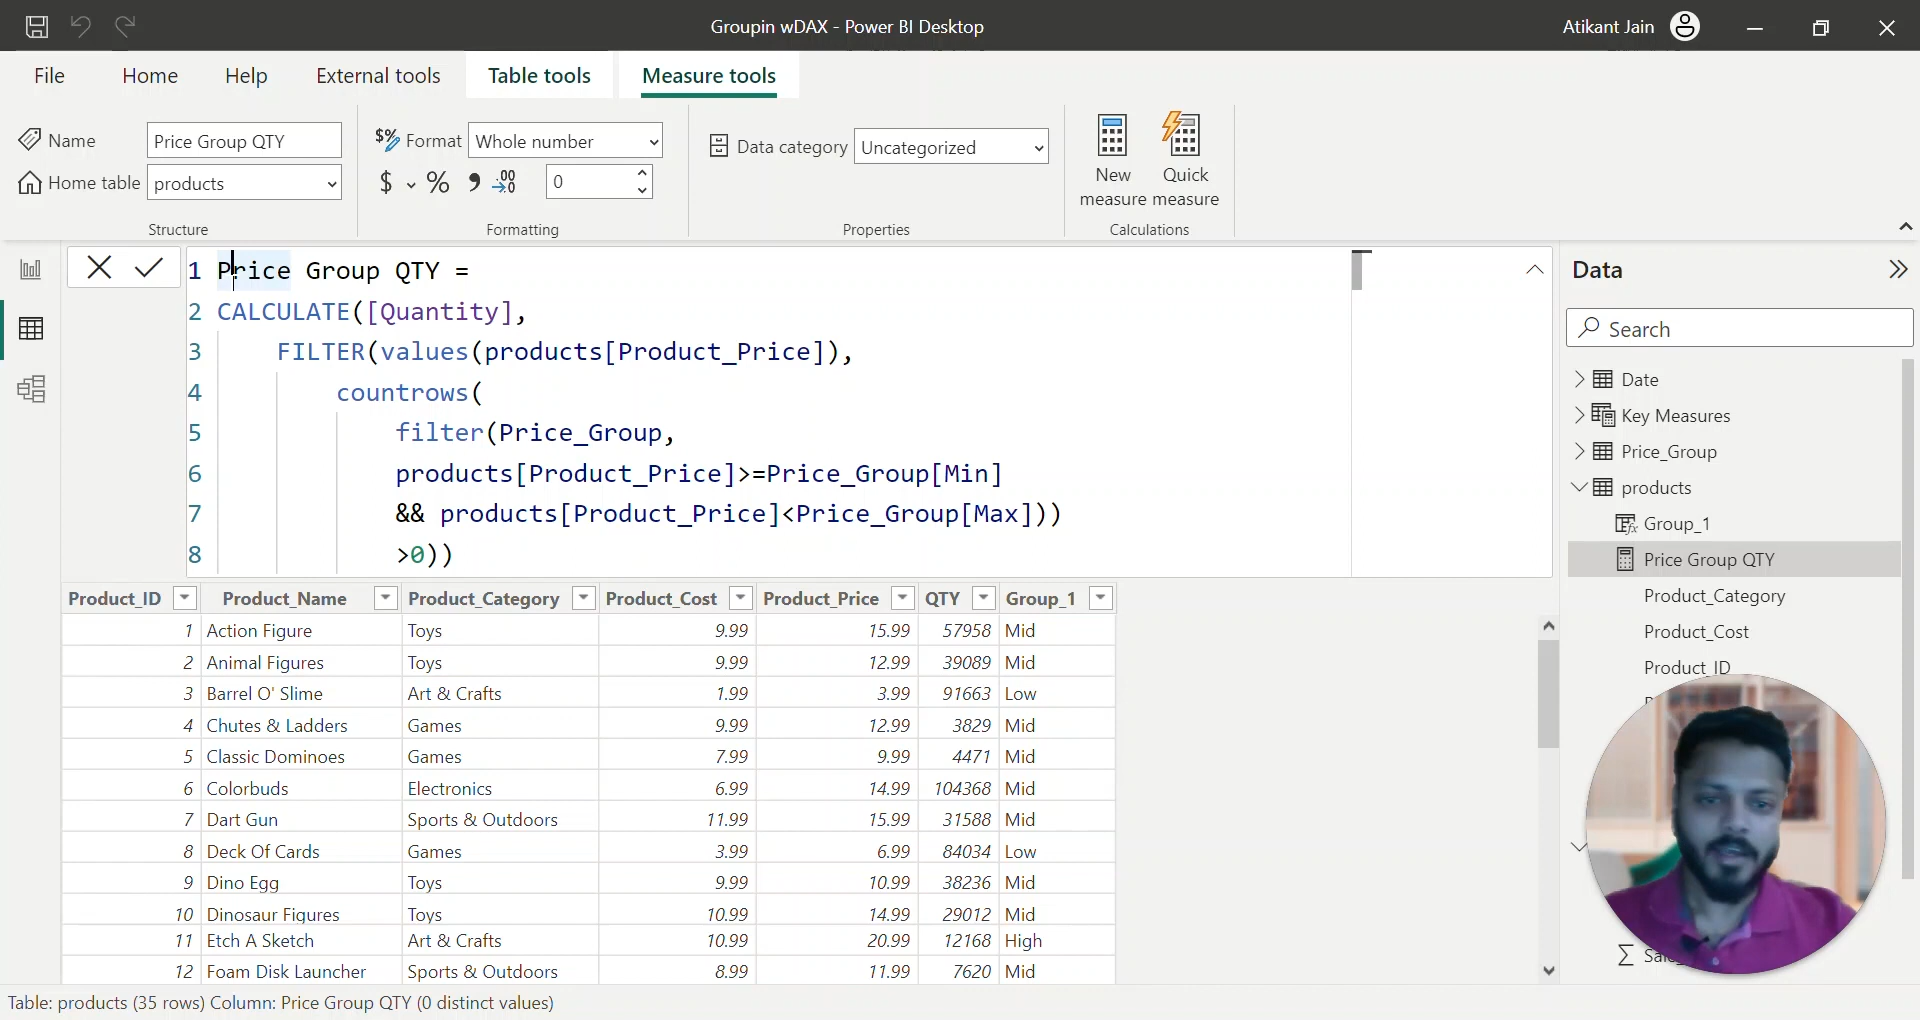 Groupin wDAX - Power BI Desktop
Atikant Jain
File Home Help External tools Table tools Measure tools
Name Price Group QTY
Home table products
Structure
$% Format Whole number
$ % 9 .00 0
Formatting
Data category Uncategorized
Properties
New measure
Quick measure
Calculations
1 Price Group QTY =
2 CALCULATE([Quantity],
3 FILTER(values(products[Product_Price]),
4 countrows(
5 filter(Price_Group,
6 products[Product_Price]>=Price_Group[Min]
7 && products[Product_Price]<Price_Group[Max]))
8 >0))
Product_ID Product_Name Product_Category Product_Cost Product_Price QTY Group_1
1 Action Figure Toys 9.99 15.99 57958 Mid
2 Animal Figures Toys 9.99 12.99 39089 Mid
3 Barrel O' Slime Art & Crafts 1.99 3.99 91663 Low
4 Chutes & Ladders Games 9.99 12.99 3829 Mid
5 Classic Dominoes Games 7.99 9.99 4471 Mid
6 Colorbuds Electronics 6.99 14.99 104368 Mid
7 Dart Gun Sports & Outdoors 11.99 15.99 31588 Mid
8 Deck Of Cards Games 3.99 6.99 84034 Low
9 Dino Egg Toys 9.99 10.99 38236 Mid
10 Dinosaur Figures Toys 10.99 14.99 29012 Mid
11 Etch A Sketch Art & Crafts 10.99 20.99 12168 High
12 Foam Disk Launcher Sports & Outdoors 8.99 11.99 7620 Mid
Data
Search
Date
Key Measures
Price_Group
products
Group_1
Price Group QTY
Product_Category
Product_Cost
Product_ID
Table: products (35 rows) Column: Price Group QTY (0 distinct values)